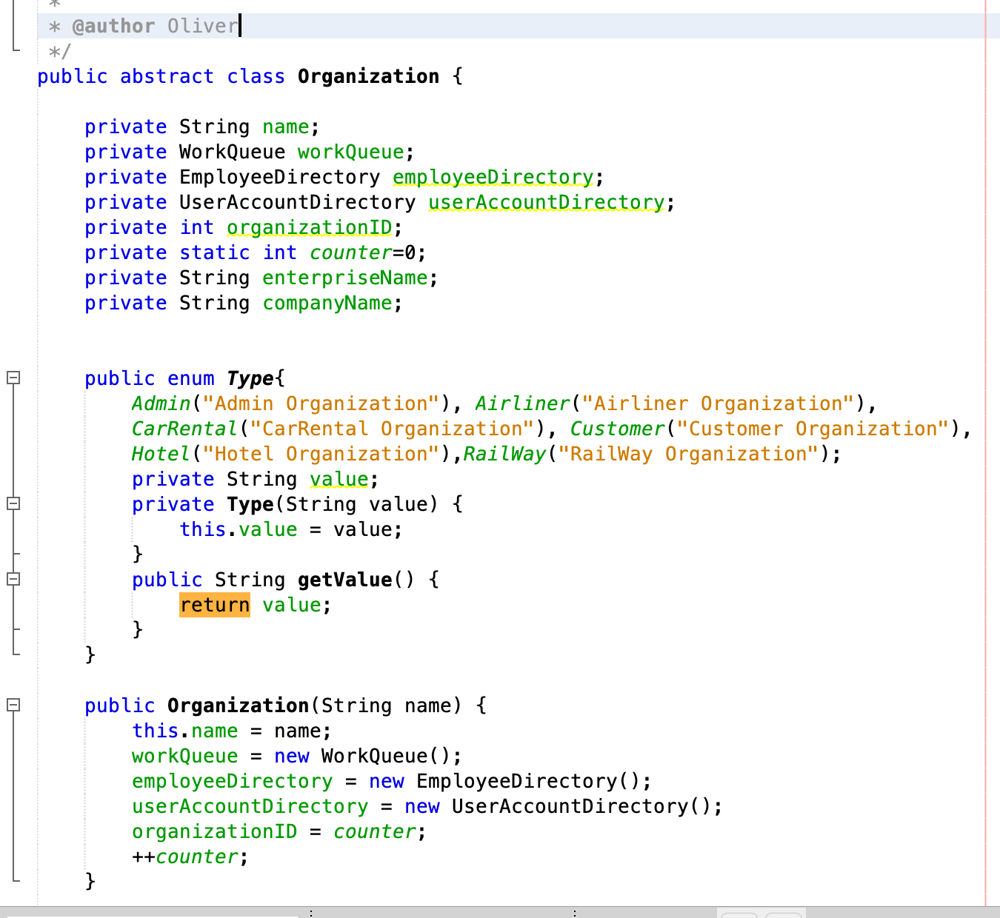 *
* @author Oliver
*/
public abstract class Organization {
private String name;
private WorkQueue workQueue;
private EmployeeDirectory employeeDirectory;
private UserAccountDirectory userAccountDirectory;
private int organizationID;
private static int counter=0;
private String enterpriseName;
private String companyName;
public enum Type{
Admin("Admin Organization"), Airliner("Airliner Organization"),
CarRental("CarRental Organization"), Customer("Customer Organization"),
Hotel("Hotel Organization"),RailWay("RailWay Organization");
private String value;
private Type(String value) {
this.value = value;
}
public String getValue() {
return value;
}
}
public Organization(String name) {
this.name = name;
workQueue = new WorkQueue();
employeeDirectory = new EmployeeDirectory();
userAccountDirectory = new UserAccountDirectory();
organizationID = counter;
++counter;
}